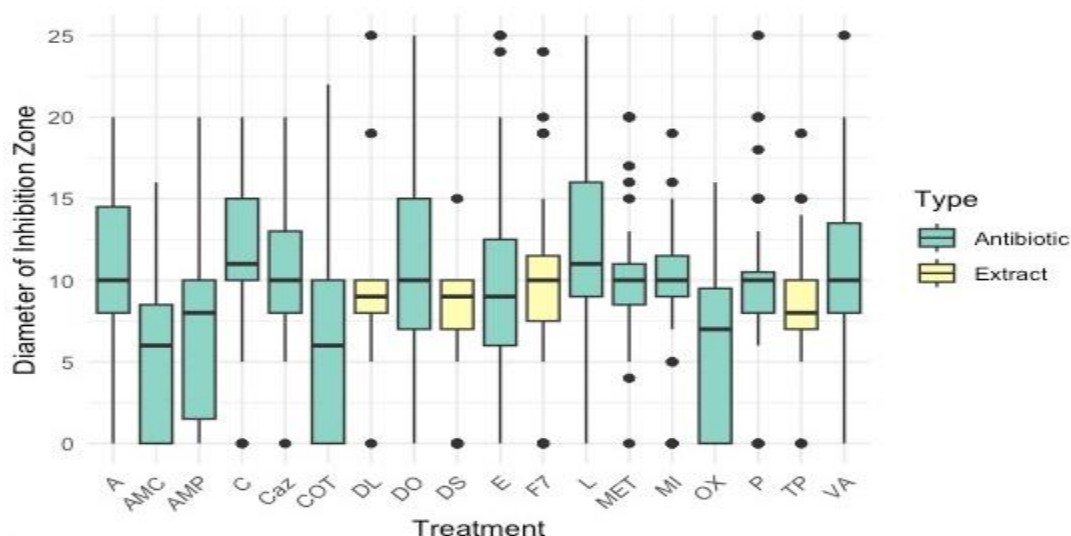 Diameter of Inhibition Zone
25
20
15
10
5
0
A
AMC
AMP
C
Caz
COT
DL
DO
DS
E
F7
L
MET
MI
OX
P
TP
VA
Treatment
Type
Antibiotic
Extract